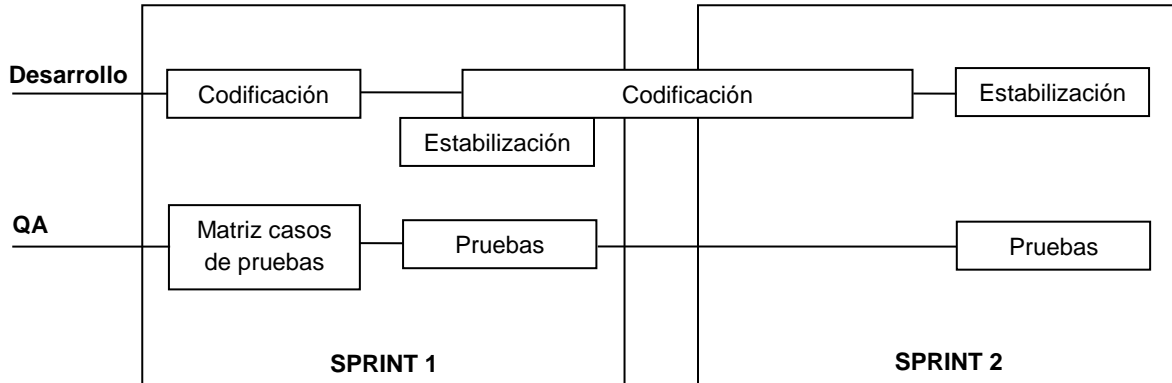 Desarrollo
Codificación
Codificación
Estabilización
Estabilización
QA
Matriz casos
de pruebas
Pruebas
Pruebas
SPRINT 1
SPRINT 2